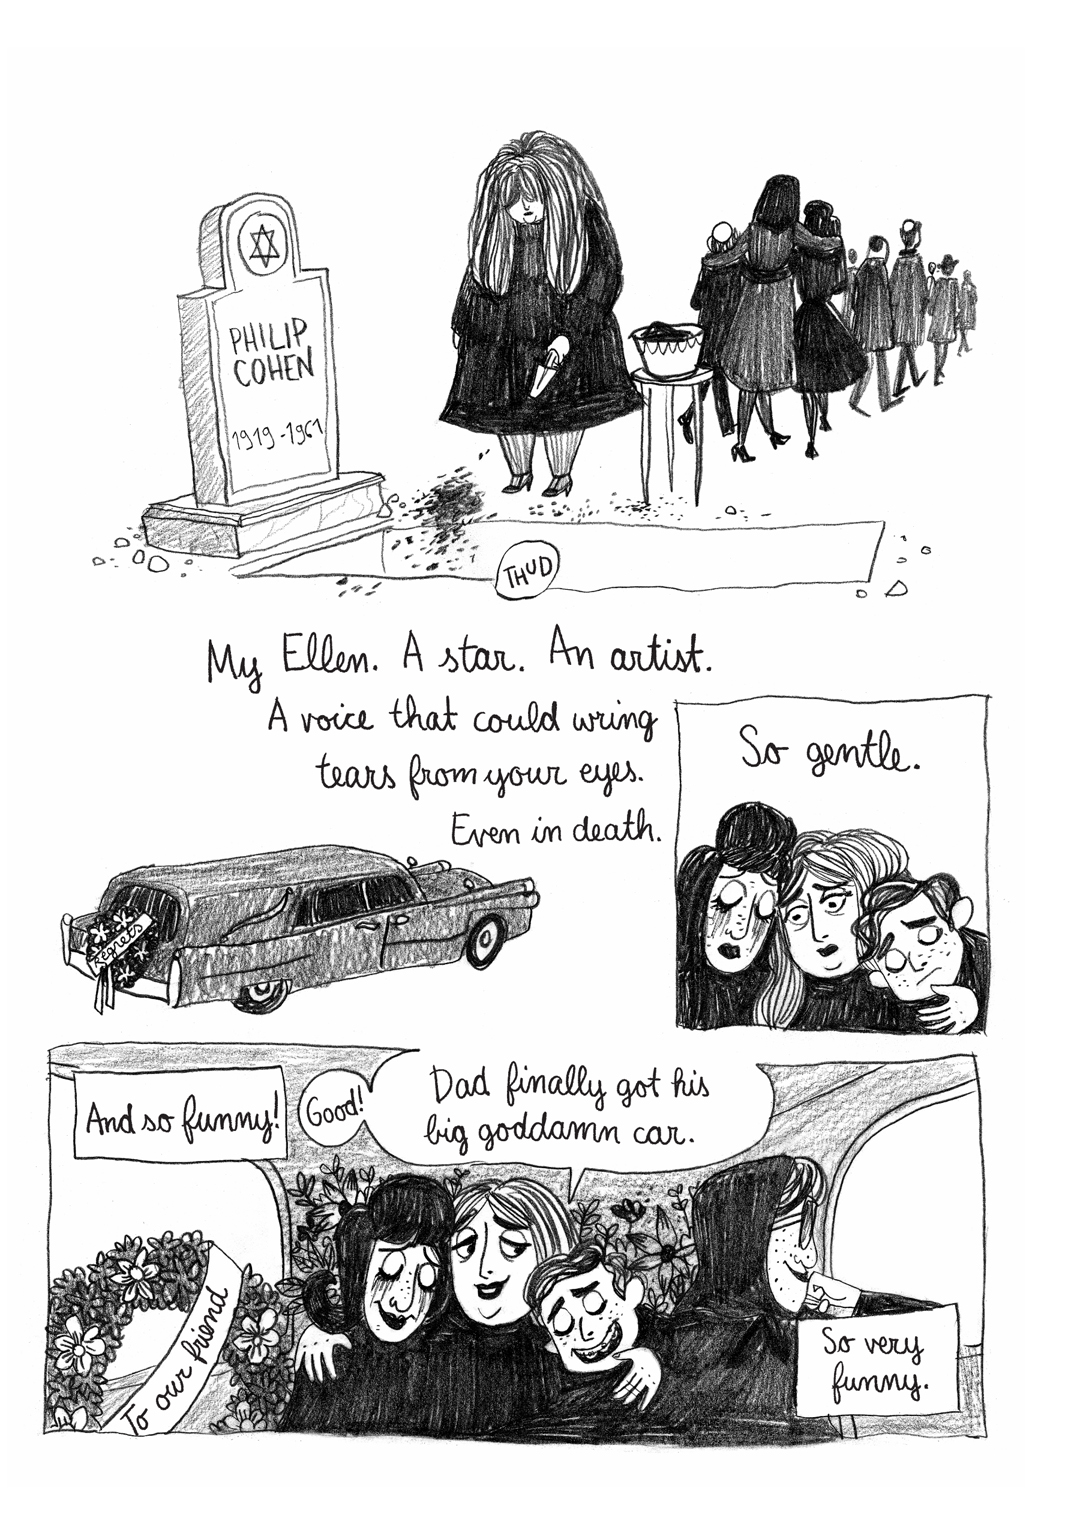 PHILIP
COHEN
1919-1961
THUD
My Ellen. A star. An artist.
A voice that could wring
tears from your eyes.
Even in death.
So gentle.
Regrets
And so funny!
Good!
Dad finally got his
big goddamn car.
To our friend
So very
funny.